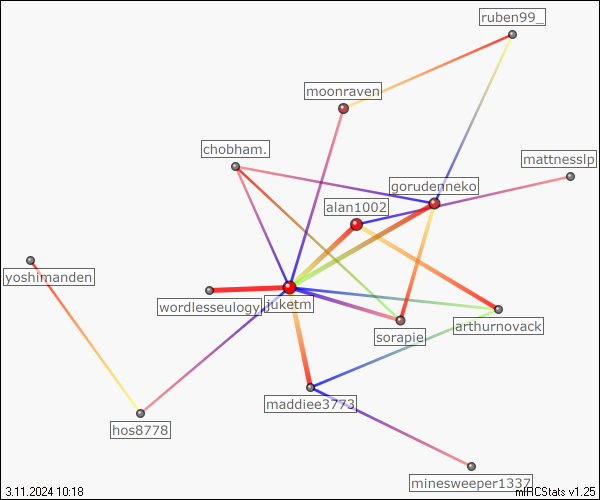 ruben99_
moonraven
chobham.
mattnesslp
gorudenneko
alan1002
yoshimanden
wordlesseulogy
juketm
arthurnovack
sorapie
maddiee3773
hos8778
minesweeper1337
3.11.2024 10:18
mIRCStats v1.25